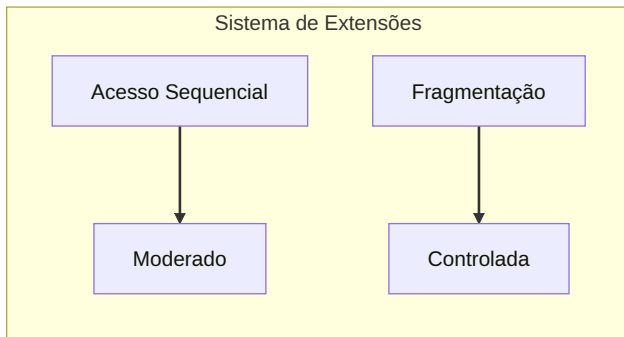 Sistema de Extensões
Acesso Sequencial
Fragmentação
Moderado
Controlada